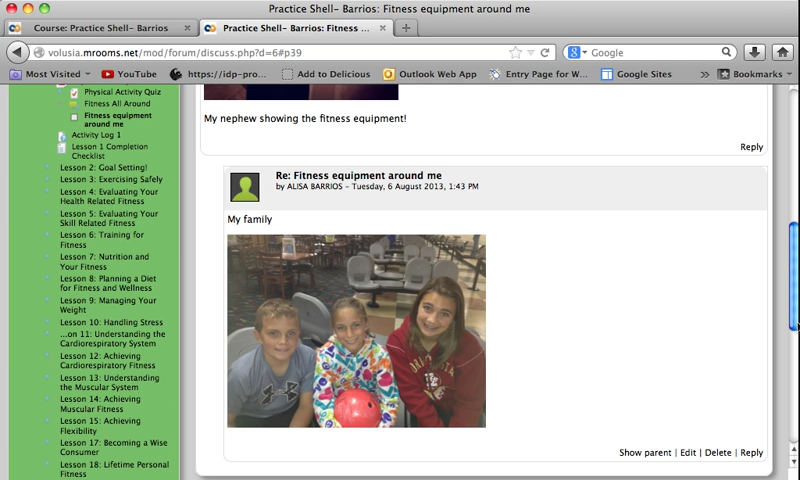 Practice Shell- Barrios: Fitness equipment around me
Course: Practice Shell- Barrios
Practice Shell- Barrios: Fitness ...
volusia.mrooms.net/mod/forum/discuss.php?d=6#p39
Google
Most Visited
YouTube
https://idp-pro...
Add to Delicious
Outlook Web App
Entry Page for W...
Google Sites
Bookmarks
Physical Activity Quiz
Fitness All Around
Fitness equipment
around me
Activity Log 1
Lesson 1 Completion
Checklist
Lesson 2: Goal Setting!
Lesson 3: Exercising Safely
Lesson 4: Evaluating Your
Health Related Fitness
Lesson 5: Evaluating Your
Skill Related Fitness
Lesson 6: Training for
Fitness
Lesson 7: Nutrition and
Your Fitness
Lesson 8: Planning a Diet
for Fitness and Wellness
Lesson 9: Managing Your
Weight
Lesson 10: Handling Stress
...on 11: Understanding the
Cardiorespiratory System
Lesson 12: Achieving
Cardiorespiratory Fitness
Lesson 13: Understanding
the Muscular System
Lesson 14: Achieving
Muscular Fitness
Lesson 15: Achieving
Flexibility
Lesson 17: Becoming a Wise
Consumer
Lesson 18: Lifetime Personal
Fitness
My nephew showing the fitness equipment!
Reply
Re: Fitness equipment around me
by ALISA BARRIOS - Tuesday, 6 August 2013, 1:43 PM
My family
Show parent | Edit | Delete | Reply